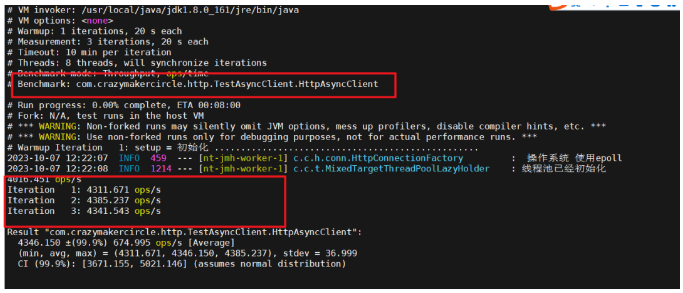 # VM invoker: /usr/local/java/jdk1.8.0_161/jre/bin/java
# VM options: <none>
# Warmup: 1 iterations, 20 s each
# Measurement: 3 iterations, 20 s each
# Timeout: 10 min per iteration
# Threads: 8 threads, will synchronize iterations
# Benchmark mode: Throughput, ops/time
# Benchmark: com.crazymakercircle.http.TestAsyncClient.HttpAsyncClient
# Run progress: 0.00% complete, ETA 00:08:00
# Fork: N/A, test runs in the host VM
# *** WARNING: Non-forked runs may silently omit JVM options, mess up profilers, disable compiler hints, etc. ***
# *** WARNING: Use non-forked runs only for debugging purposes, not for actual performance runs. ***
# Warmup Iteration   1: setup = 初始化 ................................................
2023-10-07 12:22:07  INFO  459  --- [nt-jmh-worker-1] c.c.h.conn.HttpConnectionFactory         :  操作系统 使用epoll
2023-10-07 12:22:08  INFO  1214 --- [nt-jmh-worker-1] c.c.t.MixedTargetThreadPoolLazyHolder    : 线程池已经初始化
4016.451 ops/s
Iteration   1: 4311.671 ops/s
Iteration   2: 4385.237 ops/s
Iteration   3: 4341.543 ops/s
Result "com.crazymakercircle.http.TestAsyncClient.HttpAsyncClient":
  4346.150 ±(99.9%) 674.995 ops/s [Average]
  (min, avg, max) = (4311.671, 4346.150, 4385.237), stdev = 36.999
  CI (99.9%): [3671.155, 5021.146] (assumes normal distribution)